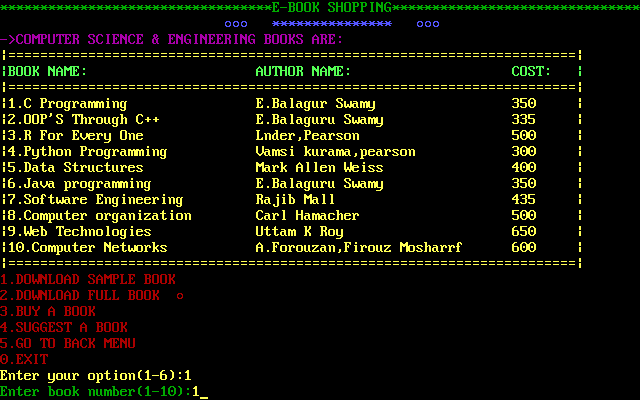 **********************************E-BOOK SHOPPING*******************************
ooo   ***************   ooo
->COMPUTER SCIENCE & ENGINEERING BOOKS ARE:
|=======================================================================|
|BOOK NAME:                     AUTHOR NAME:                    COST:   |
|=======================================================================|
|1.C Programming                E.Balagur Swamy                 350     |
|2.OOP'S Through C++            E.Balaguru Swamy                335     |
|3.R For Every One              Lnder,Pearson                   500     |
|4.Python Programming           Vamsi kurama,pearson            300     |
|5.Data Structures              Mark Allen Weiss                400     |
|6.Java programming             E.Balaguru Swamy                350     |
|7.Software Engineering         Rajib Mall                      435     |
|8.Computer organization        Carl Hamacher                   500     |
|9.Web Technologies             Uttam K Roy                     650     |
|10.Computer Networks           A.Forouzan,Firouz Mosharrf      600     |
|=======================================================================|
1.DOWNLOAD SAMPLE BOOK
2.DOWNLOAD FULL BOOK  o
3.BUY A BOOK
4.SUGGEST A BOOK
5.GO TO BACK MENU
0.EXIT
Enter your option(1-6):1
Enter book number(1-10):1_